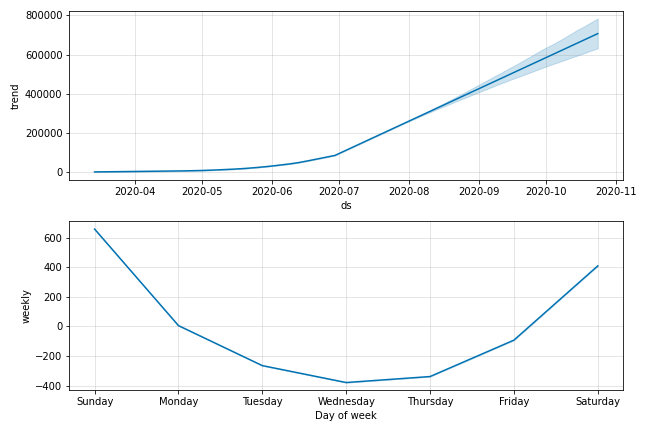 800000
600000
400000
200000
0
trend
2020-04 2020-05 2020-06 2020-07 2020-08 2020-09 2020-10 2020-11
ds
600
400
200
0
−200
−400
weekly
Sunday Monday Tuesday Wednesday Thursday Friday Saturday
Day of week